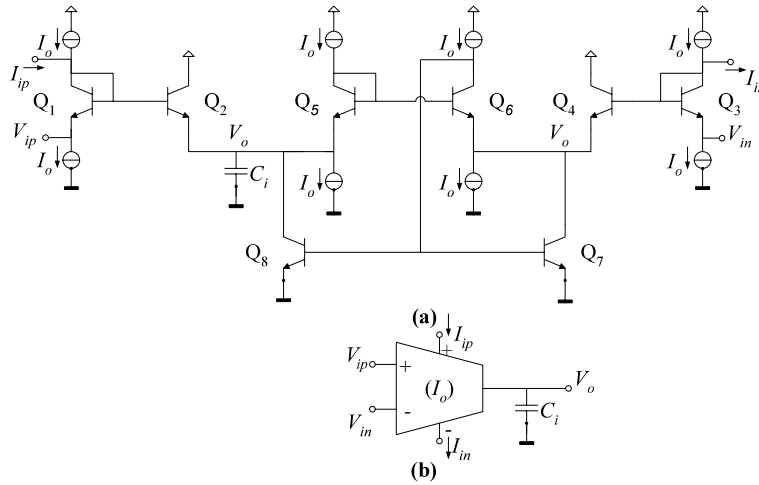 I_o I_o I_o I_o
I_ip I_i
Q_1 Q_2 Q_5 Q_6 Q_4 Q_3
V_ip V_o V_o V_in
I_o C_i I_o I_o I_o
Q_8 Q_7
(a)
I_ip
V_ip + + V_o
(I_o)
V_in - C_i
- I_in
(b)